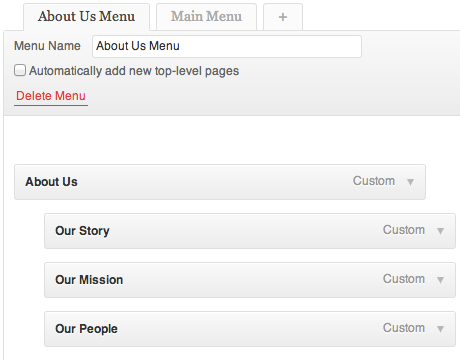 About Us Menu Main Menu +
Menu Name About Us Menu
Automatically add new top-level pages
Delete Menu
About Us Custom
Our Story Custom
Our Mission Custom
Our People Custom